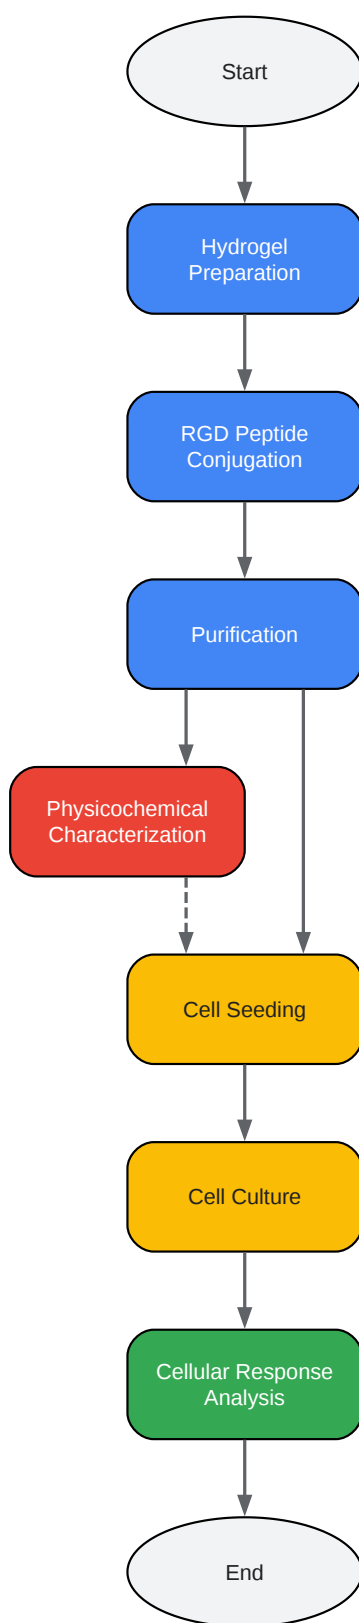 Start
Hydrogel
Preparation
RGD Peptide
Conjugation
Purification
Physicochemical
Characterization
Cell Seeding
Cell Culture
Cellular Response
Analysis
End